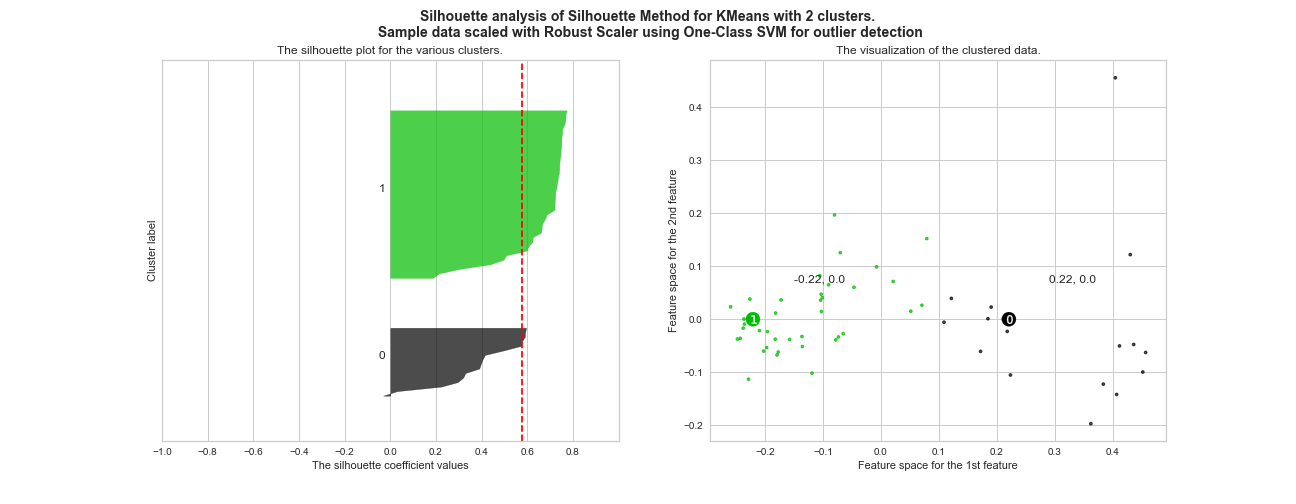 Silhouette analysis of Silhouette Method for KMeans with 2 clusters.
Sample data scaled with Robust Scaler using One-Class SVM for outlier detection
The silhouette plot for the various clusters.
Cluster label
1
0
−1.0 −0.8 −0.6 −0.4 −0.2 0.0 0.2 0.4 0.6 0.8
The silhouette coefficient values
The visualization of the clustered data.
Feature space for the 2nd feature
0.4
0.3
0.2
0.1
0.0
−0.1
−0.2
-0.22, 0.0
0.22, 0.0
1
0
−0.2 −0.1 0.0 0.1 0.2 0.3 0.4
Feature space for the 1st feature